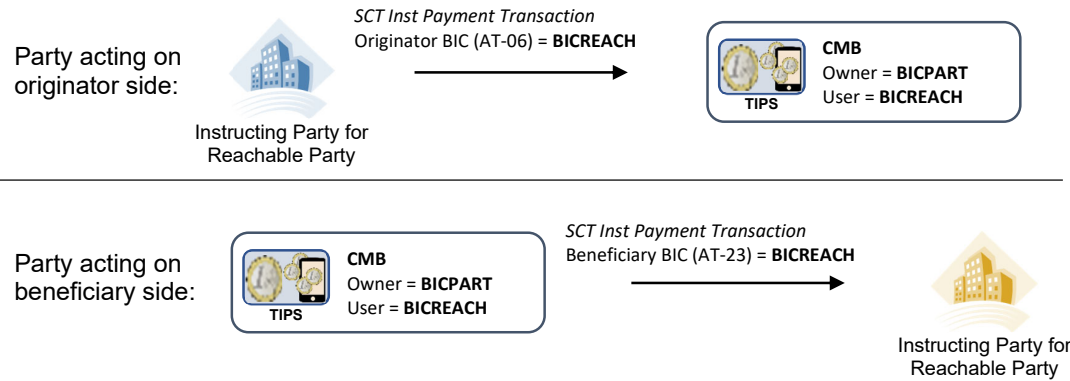 Party acting on
originator side:
Instructing Party for
Reachable Party
SCT Inst Payment Transaction
Originator BIC (AT-06) = BICREACH
TIPS
CMB
Owner = BICPART
User = BICREACH
Party acting on
beneficiary side:
TIPS
CMB
Owner = BICPART
User = BICREACH
SCT Inst Payment Transaction
Beneficiary BIC (AT-23) = BICREACH
Instructing Party for
Reachable Party